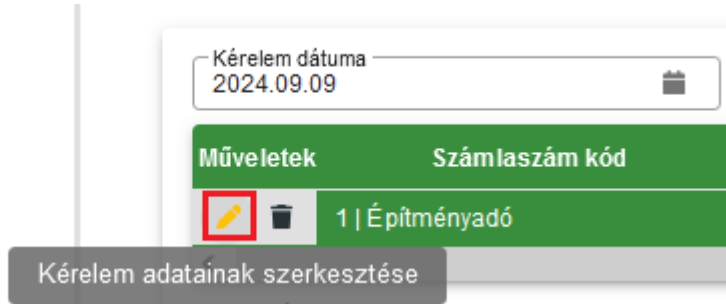 Kérelem dátuma
2024.09.09
Műveletek Számlaszám kód
1 | Építményadó
Kérelem adatainak szerkesztése